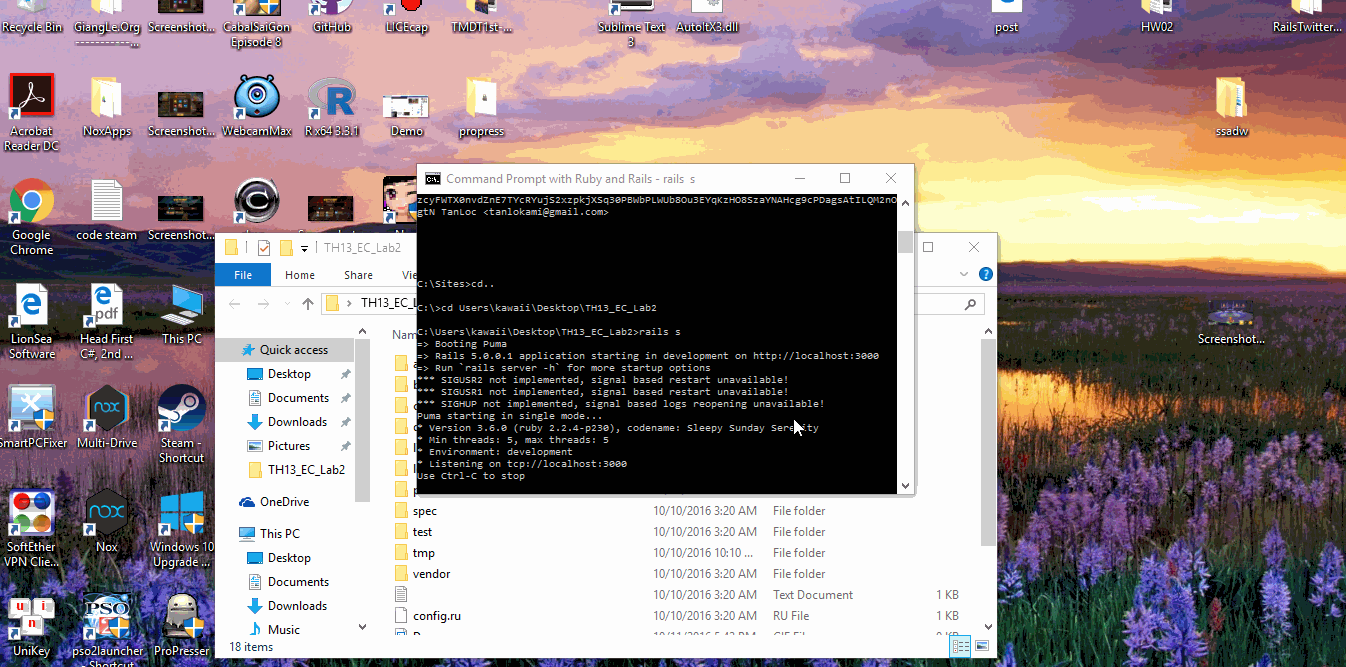 Recycle Bin
GiangLe.Org
------------...
Screenshot...
CabalSaiGon
Episode 8
GitHub
LICEcap
TMDT1st-...
Sublime Text
3
AutoItX3.dll
post
HW02
RailsTwitter...
Acrobat
Reader DC
NoxApps
Screenshot...
WebcamMax
R x64 3.3.1
Demo
propress
ssadw
Google
Chrome
code steam
Screenshot...
LionSea
Software
Head First
C#, 2nd ...
This PC
Screenshot...
SmartPCFixer
Multi-Drive
Steam -
Shortcut
SoftEther
VPN Clie...
Nox
Windows 10
Upgrade ...
UniKey
pso2launcher
- Shortcut
ProPresser
Command Prompt with Ruby and Rails - rails s
gtN TanLoc <tanlokami@gmail.com>
C:\Sites>cd..
C:\>cd Users\kawaii\Desktop\TH13_EC_Lab2
C:\Users\kawaii\Desktop\TH13_EC_Lab2>rails s
=> Booting Puma
=> Rails 5.0.0.1 application starting in development on http://localhost:3000
=> Run `rails server -h` for more startup options
*** SIGUSR2 not implemented, signal based restart unavailable!
*** SIGUSR1 not implemented, signal based restart unavailable!
*** SIGHUP not implemented, signal based logs reopening unavailable!
Puma starting in single mode...
* Version 3.6.0 (ruby 2.2.4-p230), codename: Sleepy Sunday Serenity
* Min threads: 5, max threads: 5
* Environment: development
* Listening on tcp://localhost:3000
Use Ctrl-C to stop
TH13_EC_Lab2
File Home Share
TH13_EC_L
Quick access
Desktop
Documents
Downloads
Pictures
TH13_EC_Lab2
OneDrive
This PC
Desktop
Documents
Downloads
Music
spec 10/10/2016 3:20 AM File folder
test 10/10/2016 3:20 AM File folder
tmp 10/10/2016 10:10 ... File folder
vendor 10/10/2016 3:20 AM File folder
10/10/2016 3:20 AM Text Document 1 KB
config.ru 10/10/2016 3:20 AM RU File 1 KB
18 items